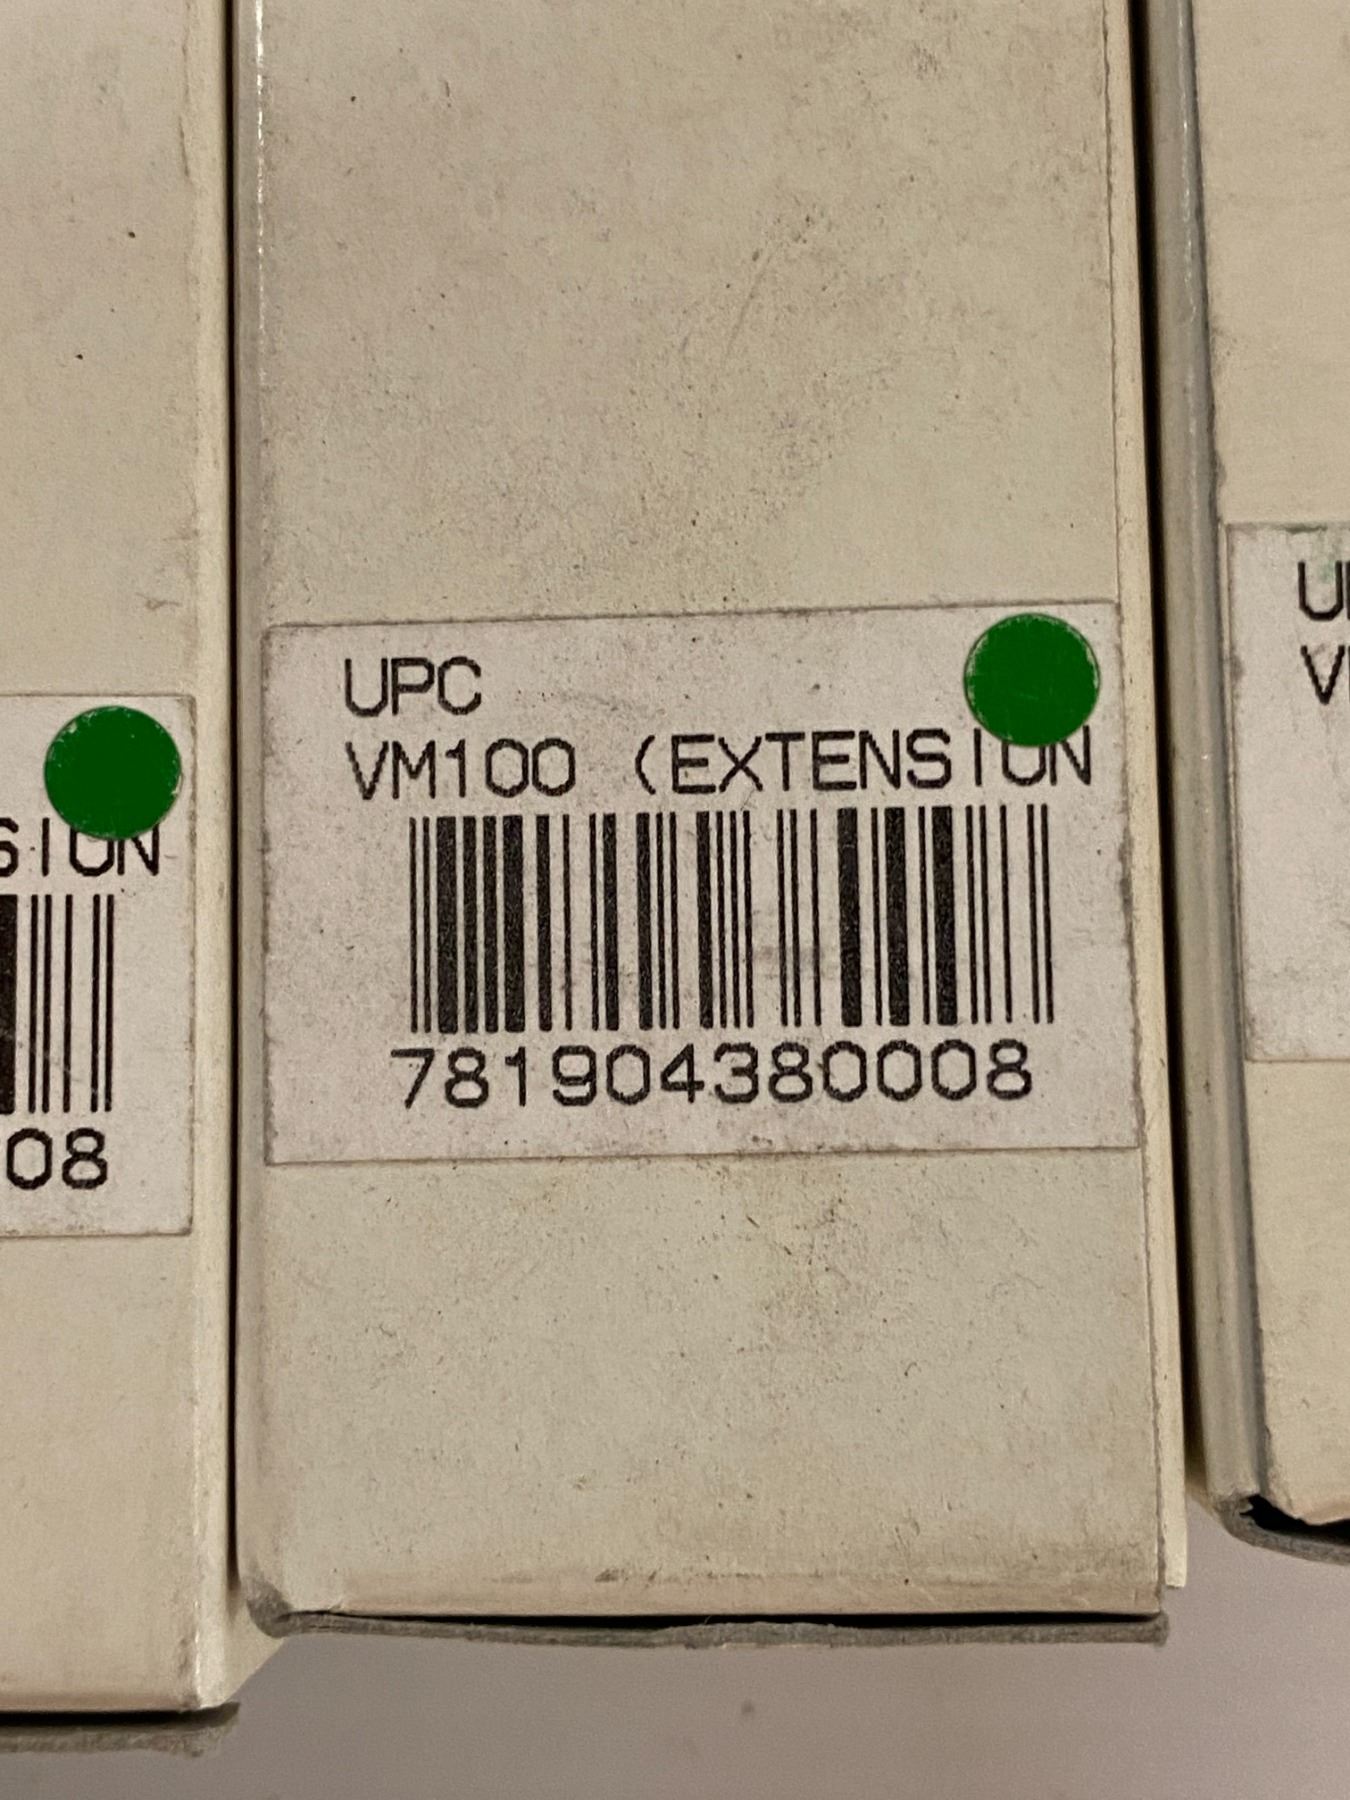 UPC
VM100 (EXTENSION
781904380008
SION
08